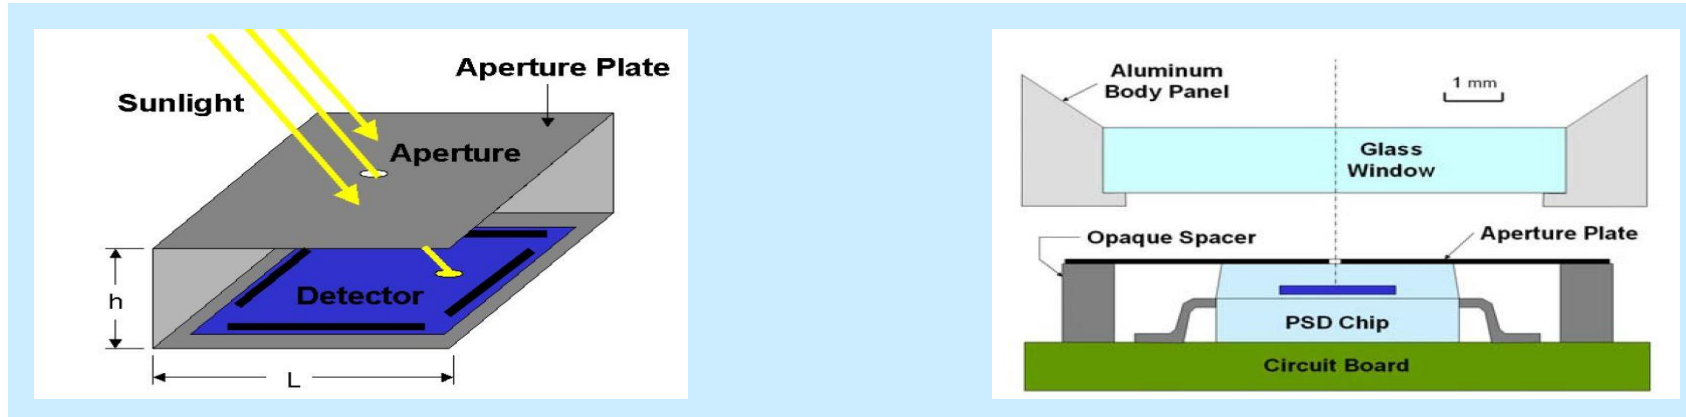 Aperture Plate
Sunlight
Aperture
Detector
h
L
Aluminum
Body Panel
1 mm
Glass
Window
Opaque Spacer
Aperture Plate
PSD Chip
Circuit Board